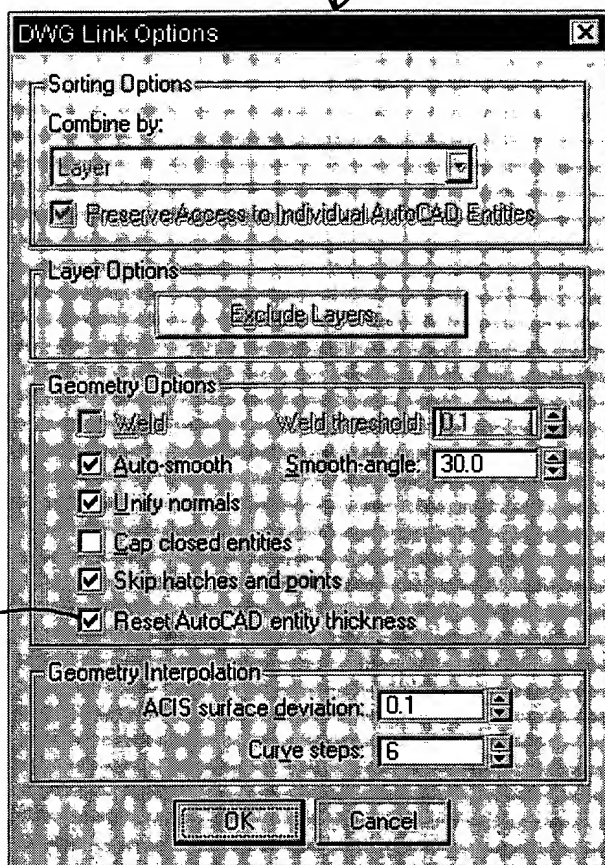 DWG Link Options
Sorting Options
Combine by:
Layer
Preserve Access to Individual AutoCAD Entities
Layer Options
Exclude Layers...
Geometry Options
Weld Weld threshold: 0.1
Auto-smooth Smooth-angle: 30.0
Unify normals
Cap closed entities
Skip hatches and points
Reset AutoCAD entity thickness
Geometry Interpolation
ACIS surface deviation: 0.1
Curve steps: 6
OK Cancel